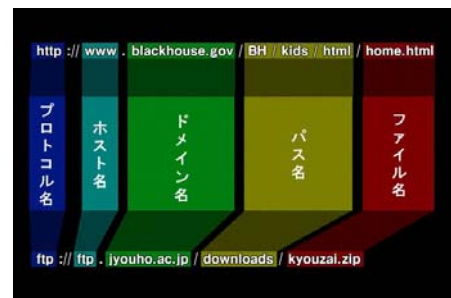 http :// www . blackhouse.gov / BH / kids / html / home.html
プロトコル名
ホスト名
ドメイン名
パス名
ファイル名
ftp :// ftp . jyouho.ac.jp / downloads / kyouzai.zip